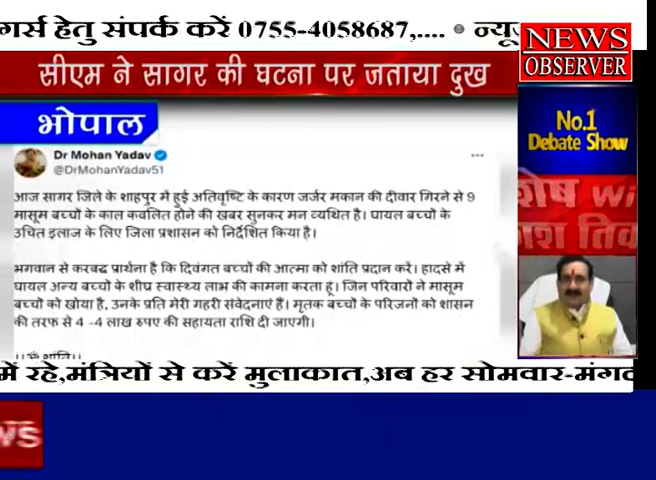 गर्स हेतु संपर्क करें 0755-4058687,....
NEWS
OBSERVER
सीएम ने सागर की घटना पर जताया दुख
भोपाल
No.1
Debate Show
Dr Mohan Yadav
@DrMohanYadav51
आज सागर जिले के शाहपुर में हुई अतिवृष्टि के कारण जर्जर मकान की दीवार गिरने से 9
मासूम बच्चों के काल कवलित होने की खबर सुनकर मन व्यथित है। घायल बच्चों के
उचित इलाज के लिए जिला प्रशासन को निर्देशित किया है।
भगवान से करबद्ध प्रार्थना है कि दिवंगत बच्चों की आत्मा को शांति प्रदान करें। हादसे में
घायल अन्य बच्चों के शीघ्र स्वास्थ्य लाभ की कामना करता हूं। जिन परिवारों ने मासूम
बच्चों को खोया है, उनके प्रति मेरी गहरी संवेदनाएं हैं। मृतक बच्चों के परिजनों को शासन
की तरफ से 4 -4 लाख रुपए की सहायता राशि दी जाएगी।
।।ॐ शांति।।
में रहे,मंत्रियों से करें मुलाकात,अब हर सोमवार-मंगल